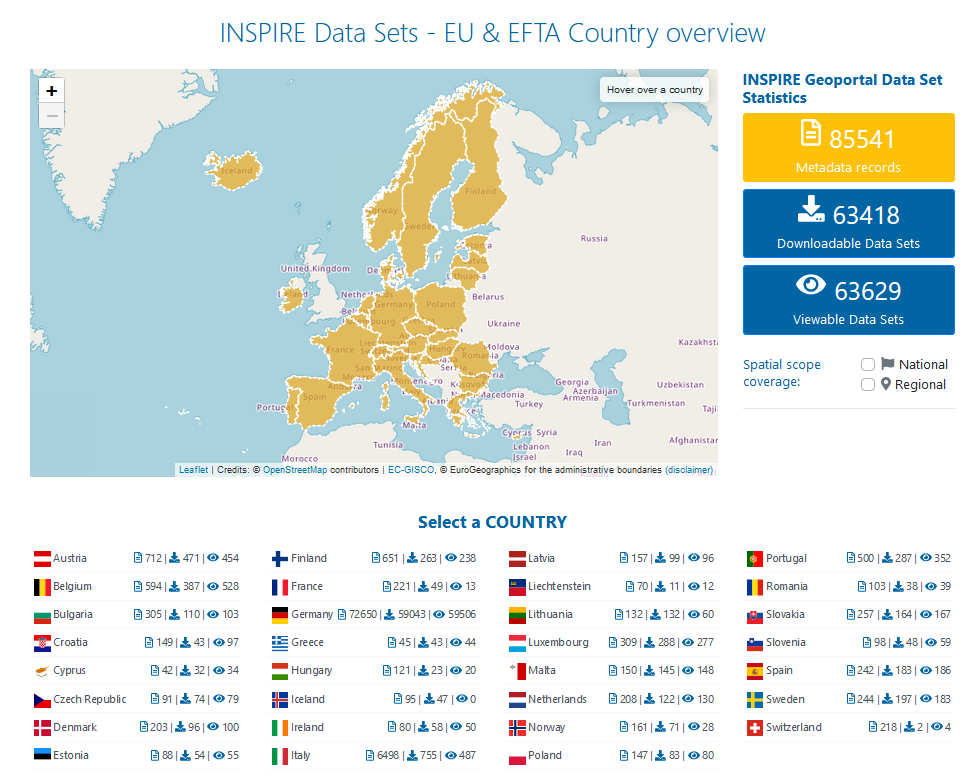 INSPIRE Data Sets - EU & EFTA Country overview
+
−
Hover over a country
Iceland
Norway
Sweden
Finland
Russia
United Kingdom
Ireland
Belarus
Germany
Poland
Ukraine
France
Moldova
Kazakhst
Romania
San Marino
Spain
Portugal
Georgia
Azerbaijan
Armenia
Uzbekistan
Macedonia
Turkey
Turkmenistan
Taji
Malta
Tunisia
Cyprus Syria
Lebanon
Israel
Iran
Iraq
Afghanistan
Morocco
Leaflet | Credits: © OpenStreetMap contributors | EC-GISCO, © EuroGeographics for the administrative boundaries (disclaimer)
INSPIRE Geoportal Data Set
Statistics
85541
Metadata records
63418
Downloadable Data Sets
63629
Viewable Data Sets
Spatial scope
coverage:
National
Regional
Select a COUNTRY
Austria 712 | 471 | 454
Belgium 594 | 387 | 528
Bulgaria 305 | 110 | 103
Croatia 149 | 43 | 97
Cyprus 42 | 32 | 34
Czech Republic 91 | 74 | 79
Denmark 203 | 96 | 100
Estonia 88 | 54 | 55
Finland 651 | 263 | 238
France 221 | 49 | 13
Germany 72650 | 59043 | 59506
Greece 45 | 43 | 44
Hungary 121 | 23 | 20
Iceland 95 | 47 | 0
Ireland 80 | 58 | 50
Italy 6498 | 755 | 487
Latvia 157 | 99 | 96
Liechtenstein 70 | 11 | 12
Lithuania 132 | 132 | 60
Luxembourg 309 | 288 | 277
Malta 150 | 145 | 148
Netherlands 208 | 122 | 130
Norway 161 | 71 | 28
Poland 147 | 83 | 80
Portugal 500 | 287 | 352
Romania 103 | 38 | 39
Slovakia 257 | 164 | 167
Slovenia 98 | 48 | 59
Spain 242 | 183 | 186
Sweden 244 | 197 | 183
Switzerland 218 | 2 | 4